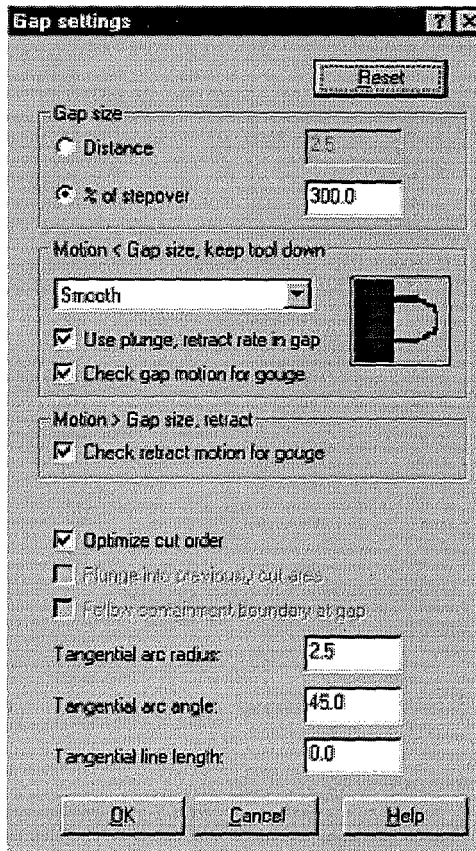 Gap settings
Reset
Gap size
Distance 2.5
% of stepover 300.0
Motion < Gap size, keep tool down
Smooth
Use plunge, retract rate in gap
Check gap motion for gouge
Motion > Gap size, retract
Check retract motion for gouge
Optimize cut order
Plunge into previously cut area
Follow containment boundary at gap
Tangential arc radius: 2.5
Tangential arc angle: 45.0
Tangential line length: 0.0
OK Cancel Help